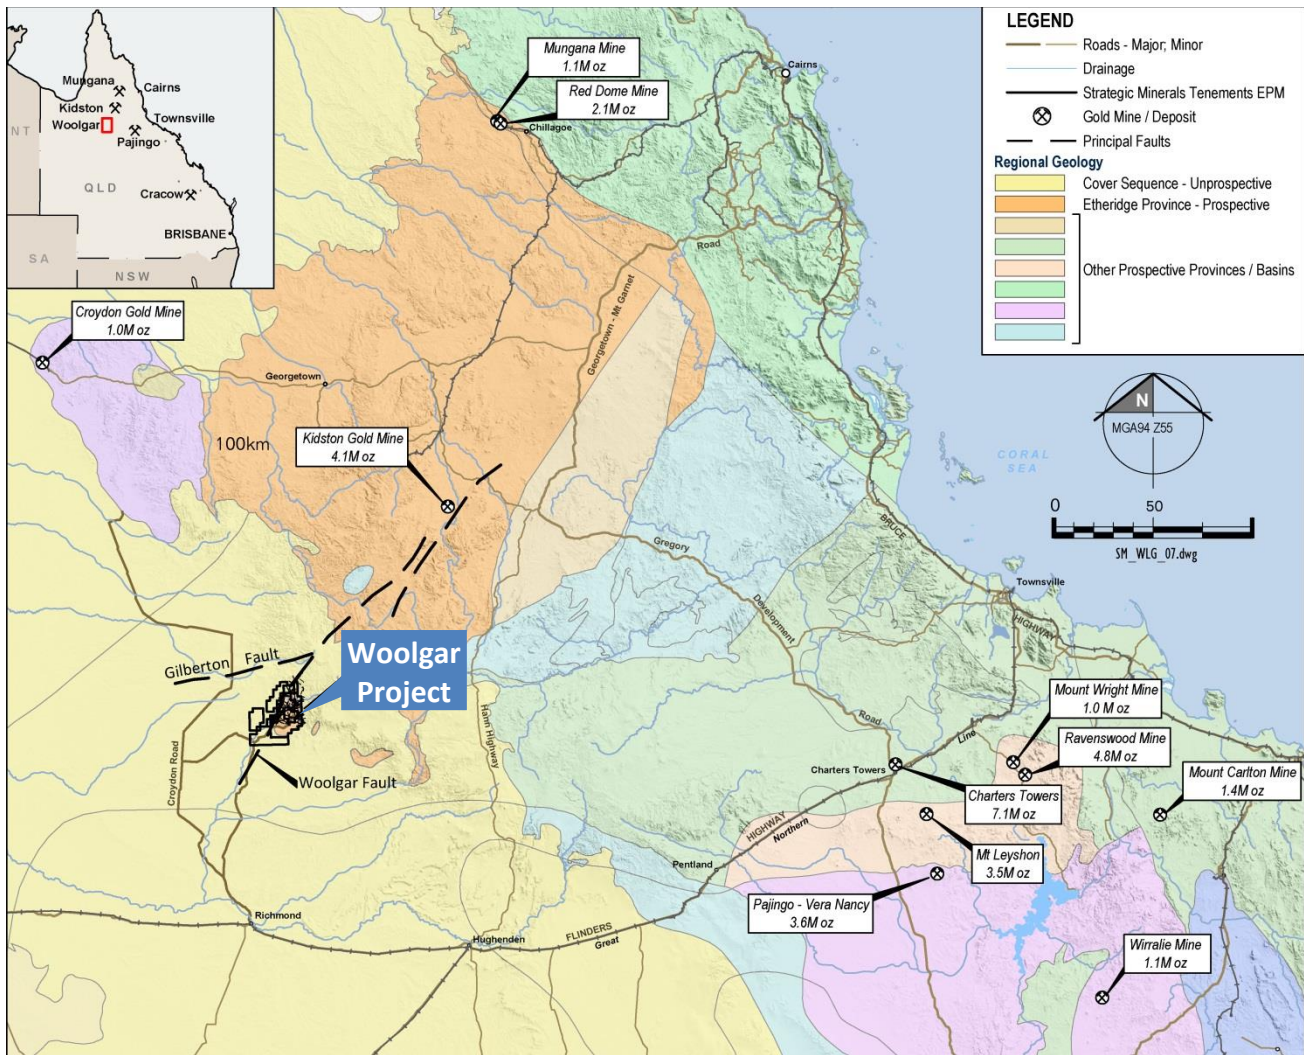 Mungana
Cairns
Kidston
Woolgar
Townsville
Pajingo
NT
QLD
Cracow
BRISBANE
SA
NSW
LEGEND
Roads - Major; Minor
Drainage
Strategic Minerals Tenements EPM
Gold Mine / Deposit
Principal Faults
Regional Geology
Cover Sequence - Unprospective
Etheridge Province - Prospective
Other Prospective Provinces / Basins
Mungana Mine
1.1M oz
Red Dome Mine
2.1M oz
Chillagoe
Cairns
Road
Georgetown - Mt Garnet
Croydon Gold Mine
1.0M oz
Georgetown
100km
Kidston Gold Mine
4.1M oz
N
MGA94 Z55
CORAL
SEA
0
50
SM_WLG_07.dwg
Gregory
Development
Road
BRUCE
HIGHWAY
Townsville
Gilberton Fault
Woolgar
Project
Woolgar Fault
Croydon Road
Hann Highway
Mount Wright Mine
1.0 M oz
Ravenswood Mine
4.8M oz
Mount Carlton Mine
1.4M oz
Charters Towers
Line
Charters Towers
7.1M oz
HIGHWAY
Northern
Mt Leyshon
3.5M oz
Pentland
Pajingo - Vera Nancy
3.6M oz
Richmond
Hughenden
FLINDERS
Great
Wirralie Mine
1.1M oz